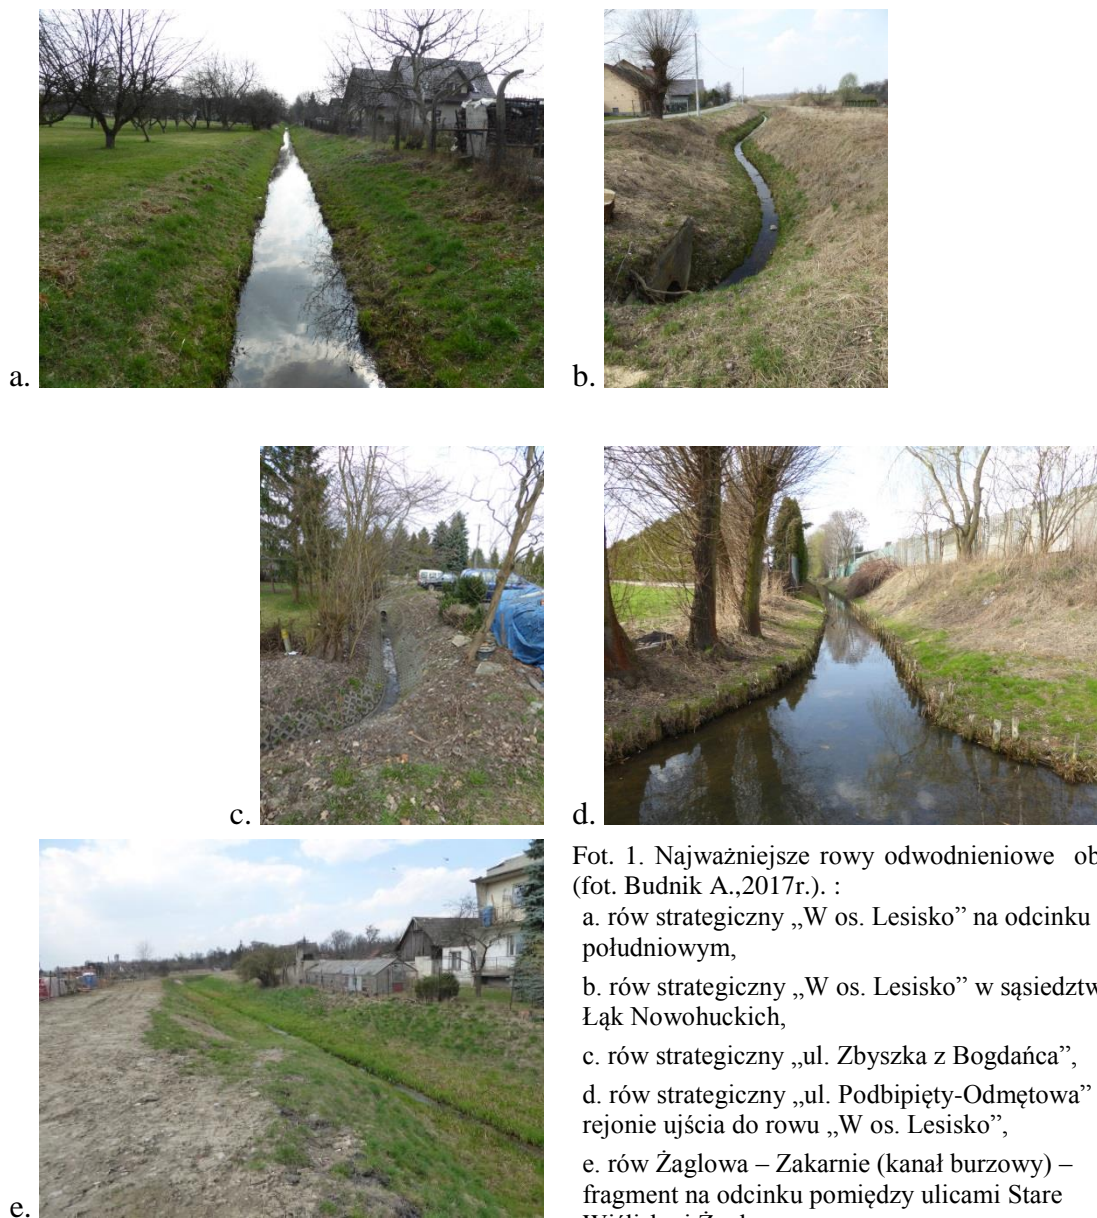 a.
b.
c.
d.
e.
Fot. 1. Najważniejsze rowy odwodnieniowe
(fot. Budnik A.,2017r.). :
a. rów strategiczny „W os. Lesisko” na odcinku
południowym,
b. rów strategiczny „W os. Lesisko” w
Łąk Nowohuckich,
c. rów strategiczny „ul. Zbyszka z Bogdańca”,
d. rów strategiczny „ul. Podbipięty-Odmętowa”
rejonie ujścia do rowu „W os. Lesisko”,
e. rów Żaglowa – Zakarnie (kanał burzowy) –
fragment na odcinku pomiędzy ulicami Stare